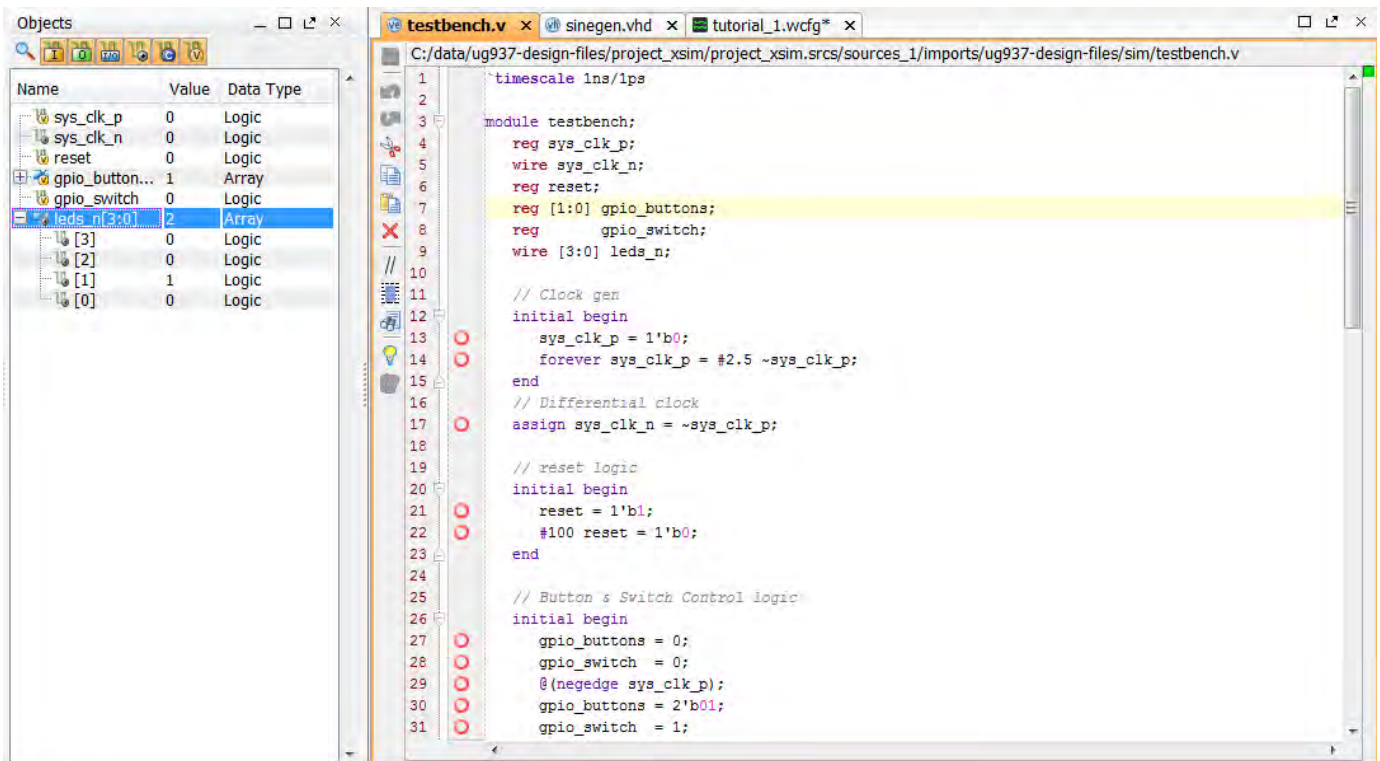 Objects
Name Value Data Type
sys_clk_p 0 Logic
sys_clk_n 0 Logic
reset 0 Logic
gpio_button... 1 Array
gpio_switch 0 Logic
leds_n[3:0] 2 Array
[3] 0 Logic
[2] 0 Logic
[1] 1 Logic
[0] 0 Logic
testbench.v sinegen.vhd tutorial_1.wcfg*
C:/data/ug937-design-files/project_xsim/project_xsim.srcs/sources_1/imports/ug937-design-files/sim/testbench.v
1 `timescale 1ns/1ps
2
3 module testbench;
4 reg sys_clk_p;
5 wire sys_clk_n;
6 reg reset;
7 reg [1:0] gpio_buttons;
8 reg gpio_switch;
9 wire [3:0] leds_n;
10
11 // Clock gen
12 initial begin
13 sys_clk_p = 1'b0;
14 forever sys_clk_p = #2.5 ~sys_clk_p;
15 end
16 // Differential clock
17 assign sys_clk_n = ~sys_clk_p;
18
19 // reset logic
20 initial begin
21 reset = 1'b1;
22 #100 reset = 1'b0;
23 end
24
25 // Button & Switch Control logic
26 initial begin
27 gpio_buttons = 0;
28 gpio_switch = 0;
29 @(negedge sys_clk_p);
30 gpio_buttons = 2'b01;
31 gpio_switch = 1;